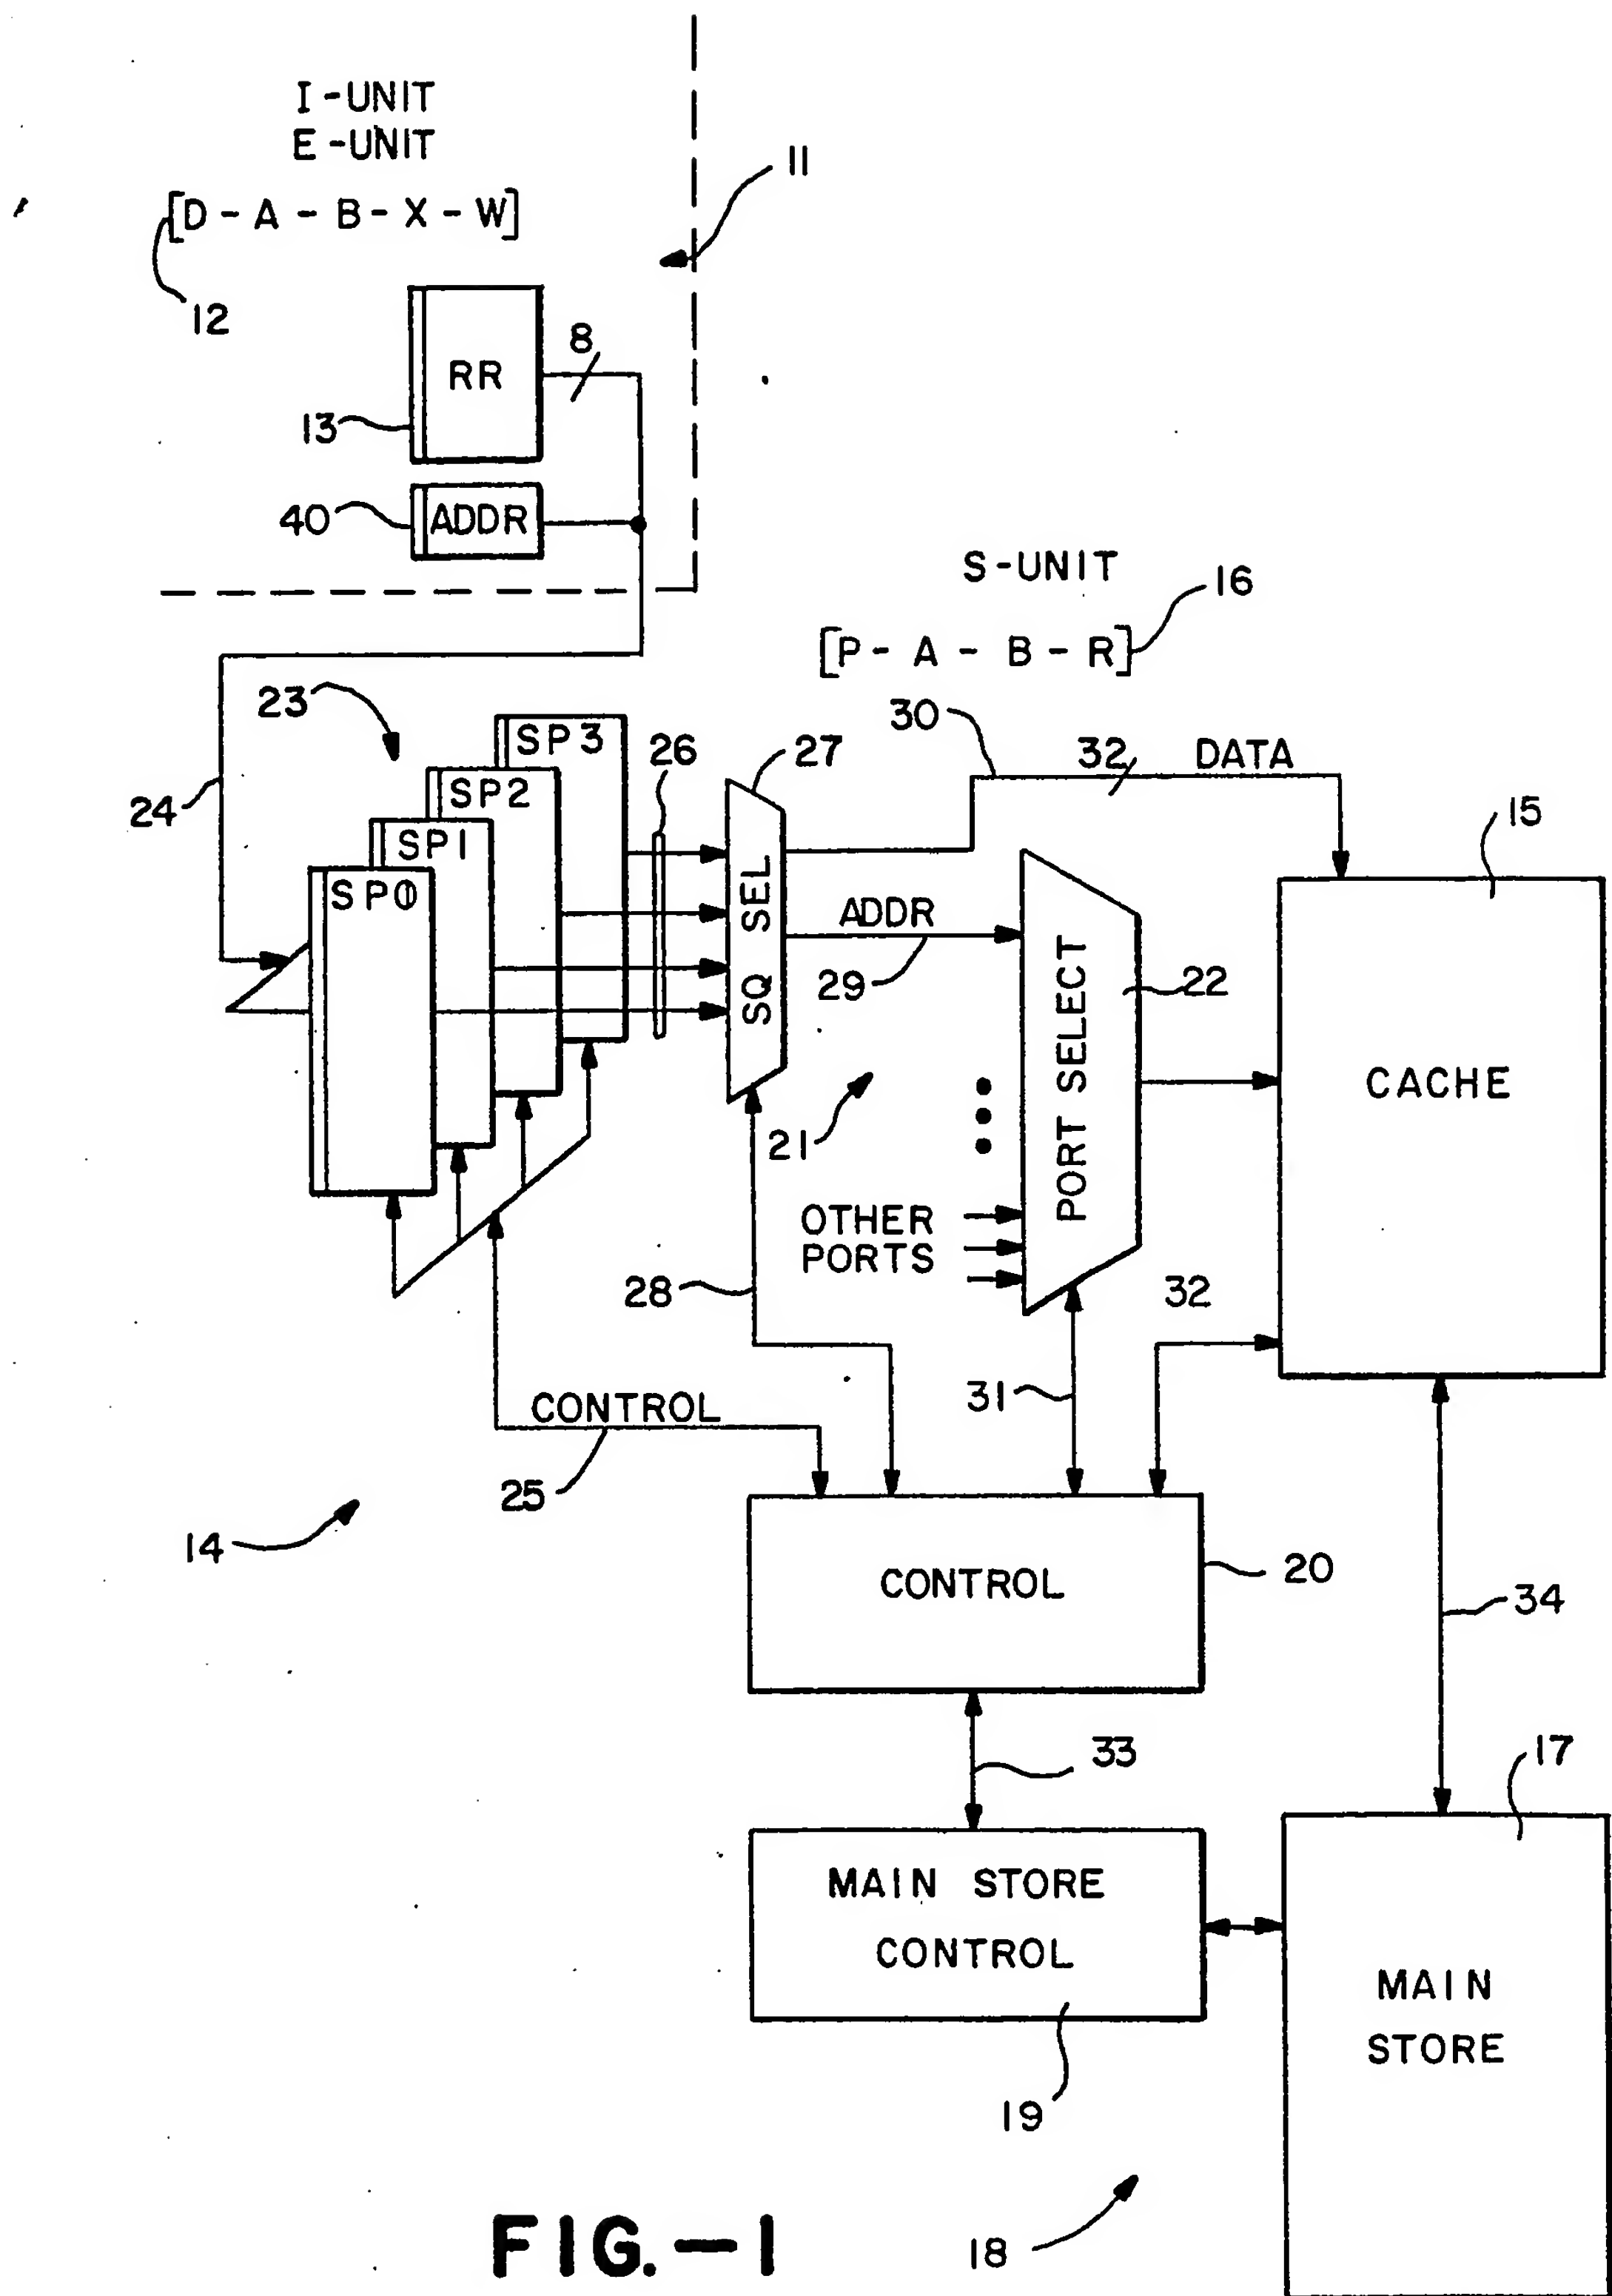 I-UNIT
E-UNIT
[D-A-B-X-W]
11
12
RR
8
13
ADDR
40
S-UNIT
[P-A-B-R]
16
23
24
SP3
SP2
SP1
SP0
26
27
SQ SEL
30
32
DATA
15
ADDR
29
PORT SELECT
22
CACHE
21
OTHER
PORTS
28
31
32
CONTROL
25
14
CONTROL
20
34
33
17
MAIN STORE
CONTROL
19
MAIN
STORE
18
FIG.-1